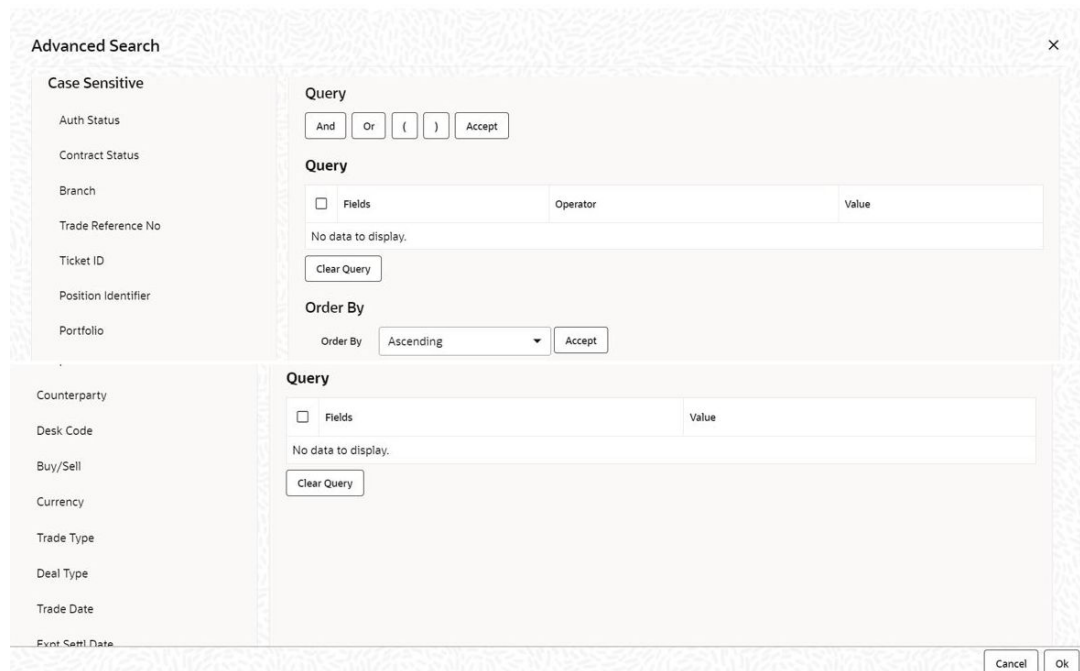 Advanced Search
Case Sensitive
Auth Status
Contract Status
Branch
Trade Reference No
Ticket ID
Position Identifier
Portfolio
Query
And Or ( ) Accept
Query
Fields Operator Value
No data to display.
Clear Query
Order By
Order By Ascending Accept
Counterparty
Desk Code
Buy/Sell
Currency
Trade Type
Deal Type
Trade Date
Expt Settl Date
Query
Fields Value
No data to display.
Clear Query
Cancel Ok